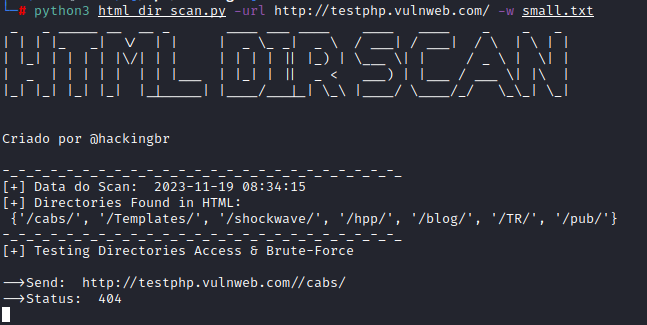 # python3 html_dir_scan.py -url http://testphp.vulnweb.com/ -w small.txt
HTML DIR SCAN
Criado por @hackingbr
-_-_-_-_-_-_-_-_-_-_-_-_-_-_-_-_-_-_-_-_
[+] Data do Scan:  2023-11-19 08:34:15
[+] Directories Found in HTML:
{'/cabs/', '/Templates/', '/shockwave/', '/hpp/', '/blog/', '/TR/', '/pub/'}
-_-_-_-_-_-_-_-_-_-_-_-_-_-_-_-_-_-_-_-_
[+] Testing Directories Access & Brute-Force
-->Send:  http://testphp.vulnweb.com//cabs/
-->Status:  404